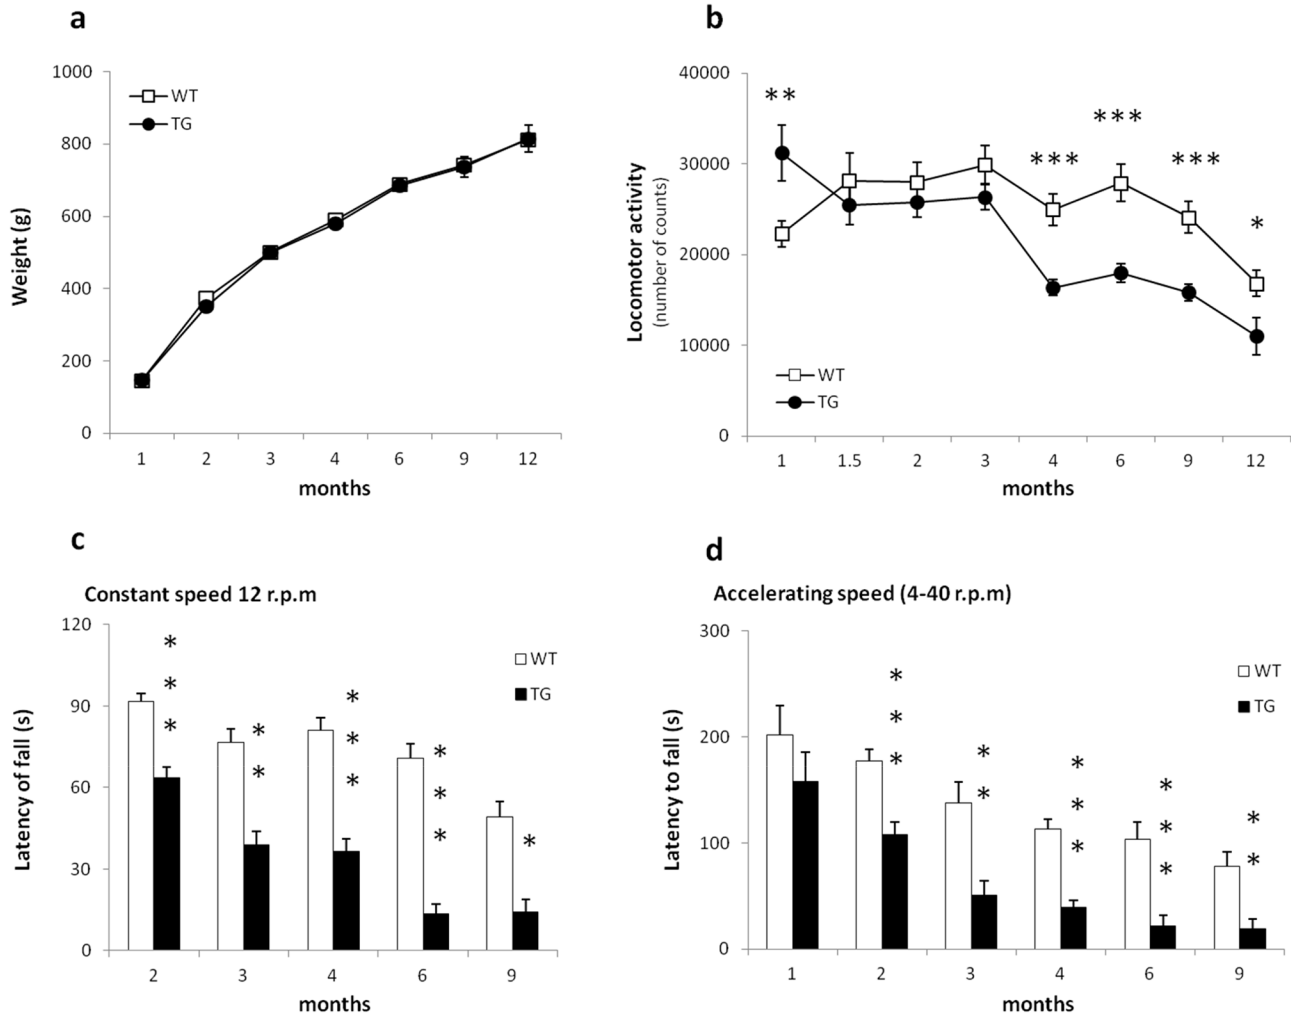 a
1000
800
600
400
200
0
Weight (g)
WT
TG
1 2 3 4 6 9 12
months
b
40000
30000
20000
10000
0
Locomotor activity
(number of counts)
**
***
***
***
*
WT
TG
1 1.5 2 3 4 6 9 12
months
c
Constant speed 12 r.p.m
120
90
60
30
0
Latency of fall (s)
WT
TG
***
**
***
***
*
2 3 4 6 9
months
d
Accelerating speed (4-40 r.p.m)
300
200
100
0
Latency to fall (s)
WT
TG
***
**
***
***
**
1 2 3 4 6 9
months